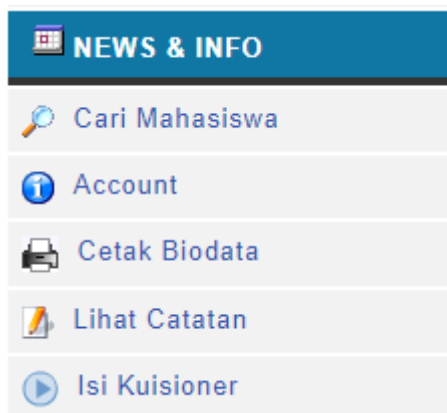 NEWS & INFO
Cari Mahasiswa
Account
Cetak Biodata
Lihat Catatan
Isi Kuisioner